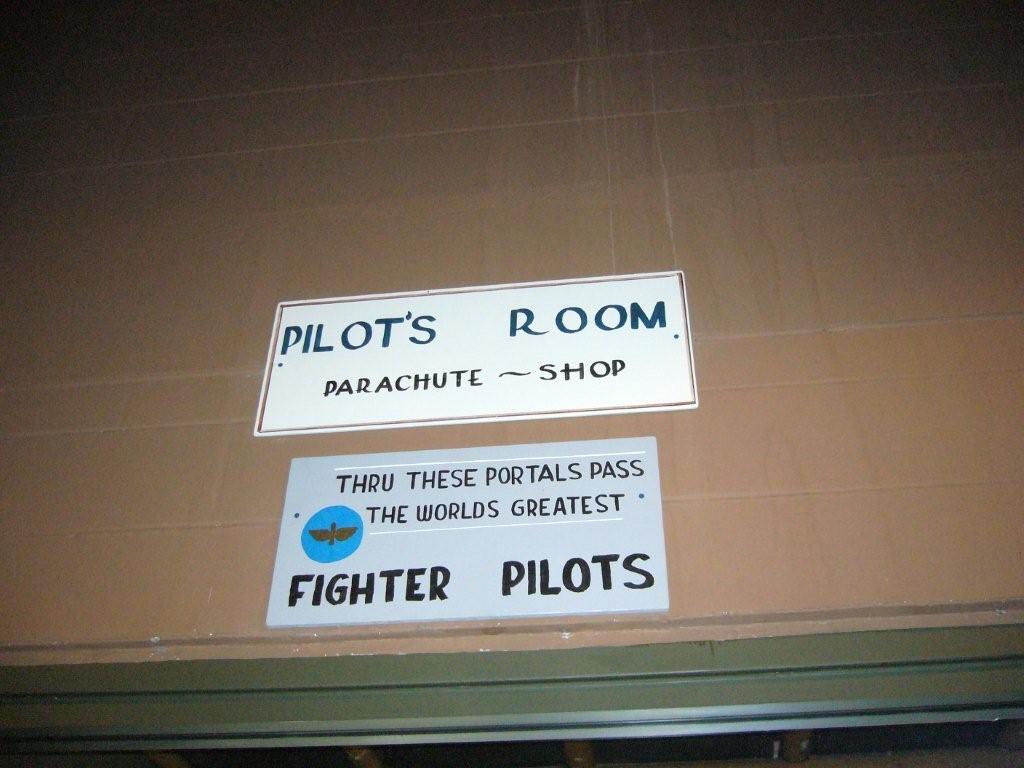 PILOT'S ROOM
PARACHUTE ~ SHOP
THRU THESE PORTALS PASS
THE WORLDS GREATEST
FIGHTER PILOTS